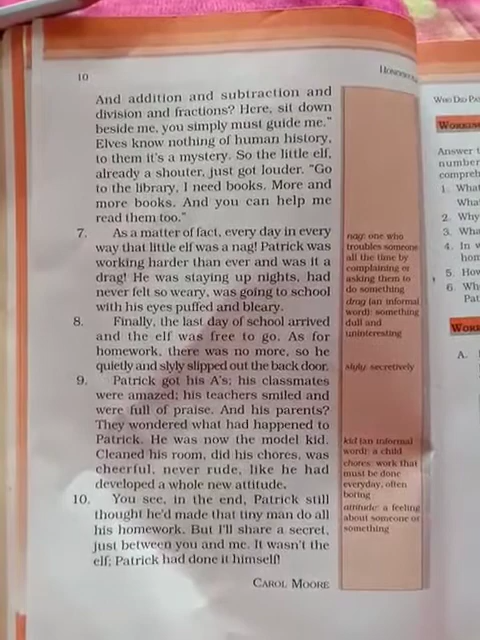 10
And addition and subtraction and
division and fractions? Here, sit down
beside me, you simply must guide me."
Elves know nothing of human history,
to them it's a mystery. So the little elf,
already a shouter, just got louder. "Go
to the library, I need books. More and
more books. And you can help me
read them too."
7. As a matter of fact, every day in every
way that little elf was a nag! Patrick was
working harder than ever and was it a
drag! He was staying up nights, had
never felt so weary, was going to school
with his eyes puffed and bleary.
8. Finally, the last day of school arrived
and the elf was free to go. As for
homework, there was no more, so he
quietly and slyly slipped out the back door.
9. Patrick got his A's; his classmates
were amazed; his teachers smiled and
were full of praise. And his parents?
They wondered what had happened to
Patrick. He was now the model kid.
Cleaned his room, did his chores, was
cheerful, never rude, like he had
developed a whole new attitude.
10. You see, in the end, Patrick still
thought he'd made that tiny man do all
his homework. But I'll share a secret,
just between you and me. It wasn't the
elf; Patrick had done it himself!
CAROL MOORE
nag: one who
troubles someone
all the time by
complaining or
asking them to
do something
drag (an informal
word): something
dull and
uninteresting
slyly: secretively
kid (an informal
word): a child
chores: work that
must be done
everyday, often
boring
attitude: a feeling
about someone or
something
WHO DID
WORKING
Answer
number
1. What
2. Why
3.
4. In
5. How
6.
A.